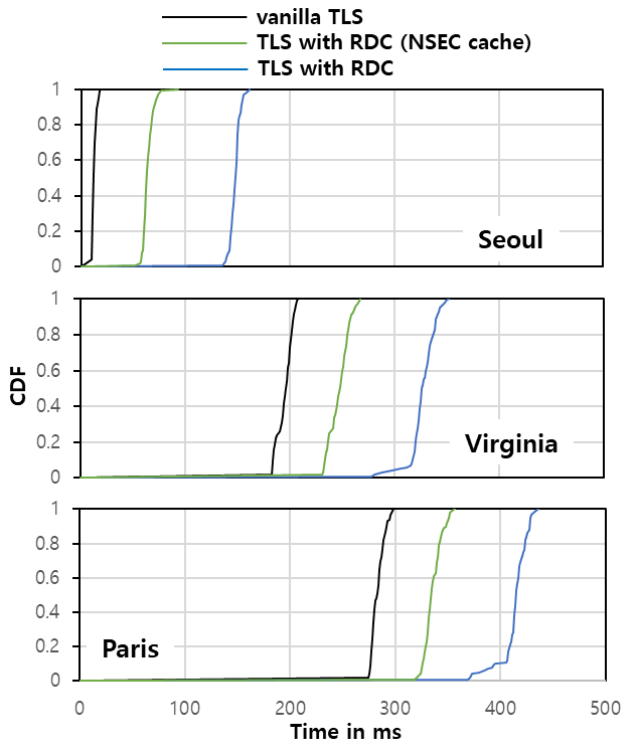 vanilla TLS
TLS with RDC (NSEC cache)
TLS with RDC
1
0.8
0.6
0.4
0.2
0
Seoul
1
0.8
0.6
0.4
0.2
0
Virginia
CDF
1
0.8
0.6
0.4
0.2
0
Paris
0 100 200 300 400 500
Time in ms